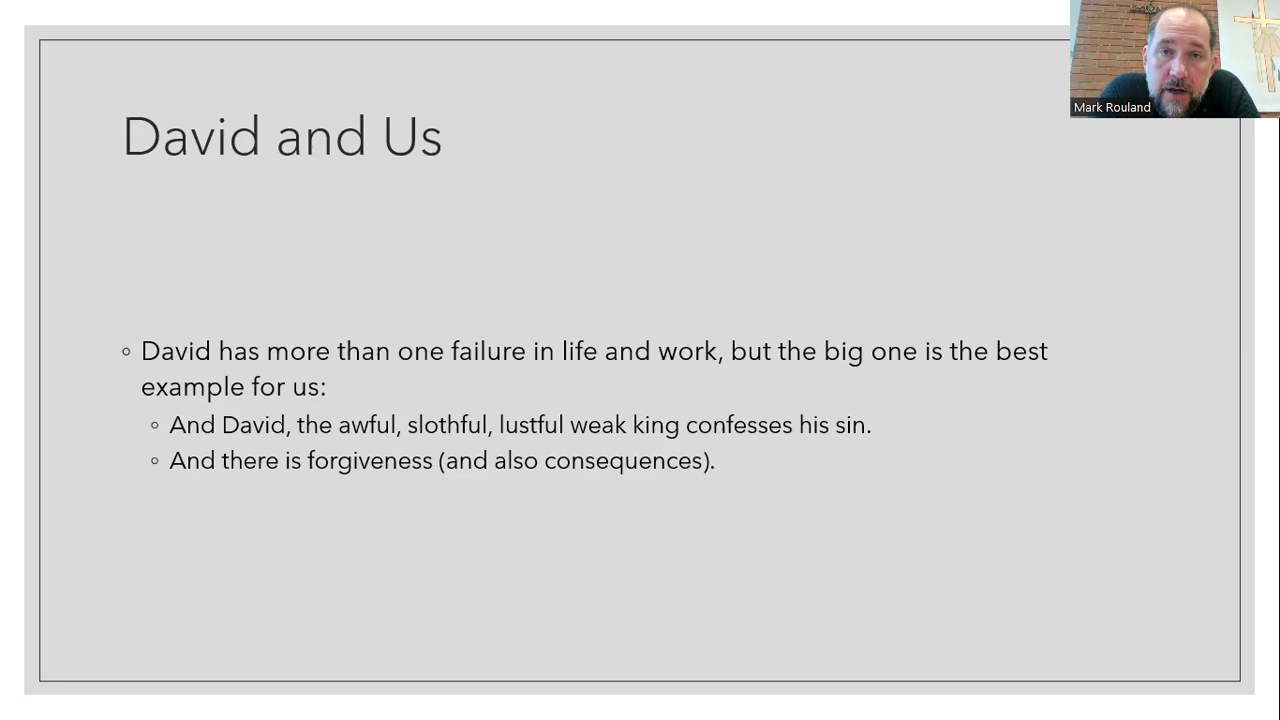 David and Us
Mark Rouland
◦ David has more than one failure in life and work, but the big one is the best
example for us:
◦ And David, the awful, slothful, lustful weak king confesses his sin.
◦ And there is forgiveness (and also consequences).